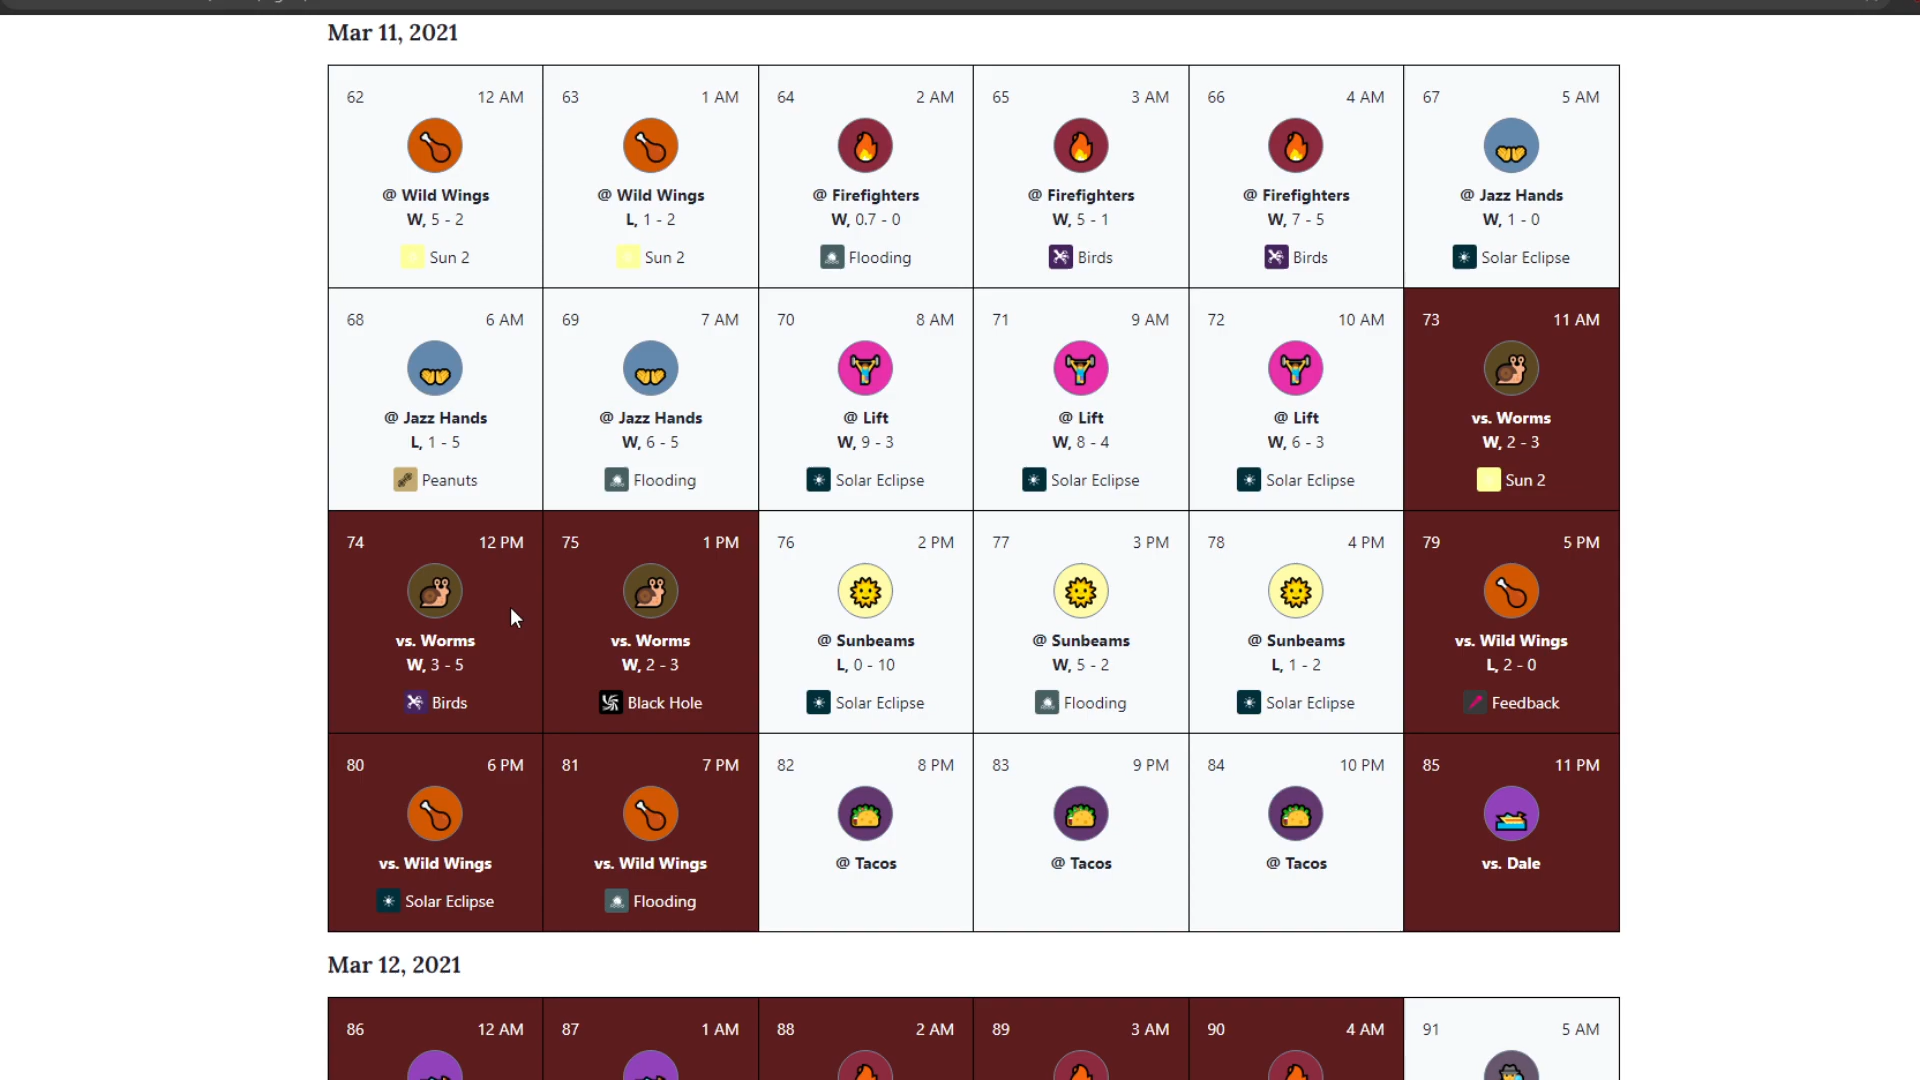 Mar 11, 2021
62 12 AM
@ Wild Wings
W, 5 - 2
Sun 2
63 1 AM
@ Wild Wings
L, 1 - 2
Sun 2
64 2 AM
@ Firefighters
W, 0.7 - 0
Flooding
65 3 AM
@ Firefighters
W, 5 - 1
Birds
66 4 AM
@ Firefighters
W, 7 - 5
Birds
67 5 AM
@ Jazz Hands
W, 1 - 0
Solar Eclipse
68 6 AM
@ Jazz Hands
L, 1 - 5
Peanuts
69 7 AM
@ Jazz Hands
W, 6 - 5
Flooding
70 8 AM
@ Lift
W, 9 - 3
Solar Eclipse
71 9 AM
@ Lift
W, 8 - 4
Solar Eclipse
72 10 AM
@ Lift
W, 6 - 3
Solar Eclipse
73 11 AM
vs. Worms
W, 2 - 3
Sun 2
74 12 PM
vs. Worms
W, 3 - 5
Birds
75 1 PM
vs. Worms
W, 2 - 3
Black Hole
76 2 PM
@ Sunbeams
L, 0 - 10
Solar Eclipse
77 3 PM
@ Sunbeams
W, 5 - 2
Flooding
78 4 PM
@ Sunbeams
L, 1 - 2
Solar Eclipse
79 5 PM
vs. Wild Wings
L, 2 - 0
Feedback
80 6 PM
vs. Wild Wings
Solar Eclipse
81 7 PM
vs. Wild Wings
Flooding
82 8 PM
@ Tacos
83 9 PM
@ Tacos
84 10 PM
@ Tacos
85 11 PM
vs. Dale
Mar 12, 2021
86 12 AM
87 1 AM
88 2 AM
89 3 AM
90 4 AM
91 5 AM